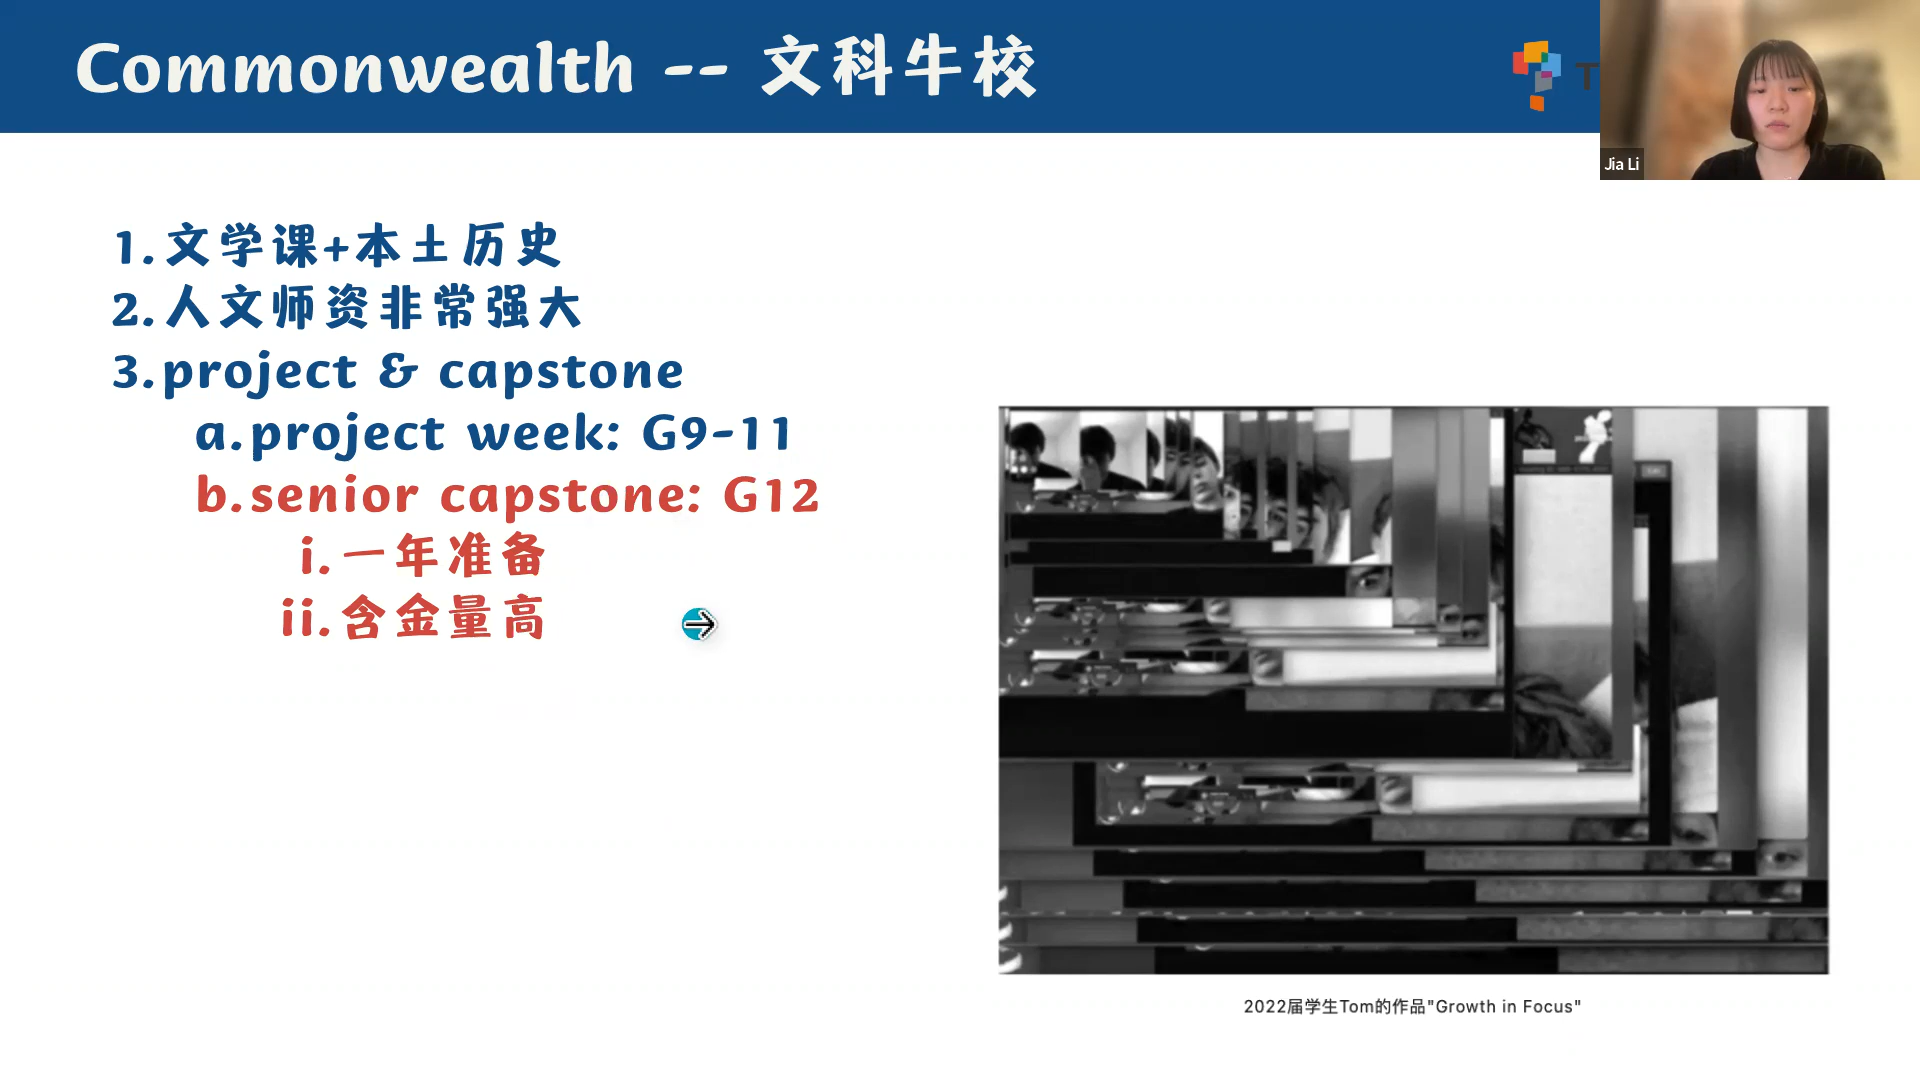 Commonwealth -- 文科牛校
T
Jia Li
1.文学课+本土历史
2.人文师资非常强大
3.project & capstone
a.project week: G9-11
b.senior capstone: G12
i.一年准备
ii.含金量高
2022届学生Tom的作品"Growth in Focus"